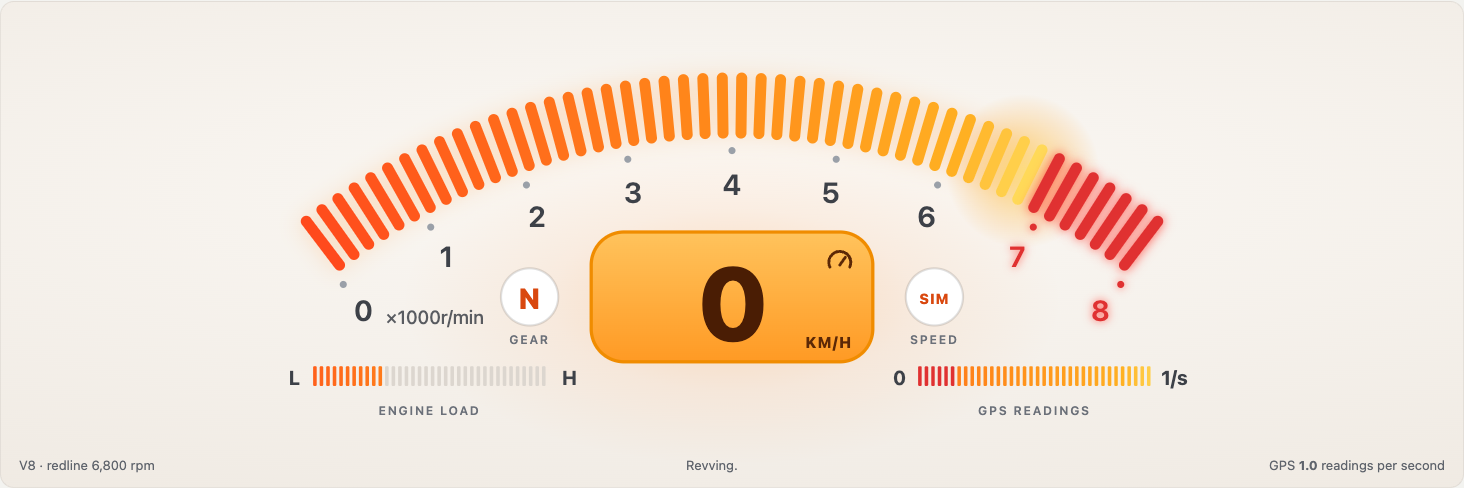 4
3
5
2
6
1
7
0 ×1000r/min
8
N
GEAR
0
KM/H
SIM
SPEED
L
H
ENGINE LOAD
0
1/s
GPS READINGS
V8 · redline 6,800 rpm
Revving.
GPS 1.0 readings per second